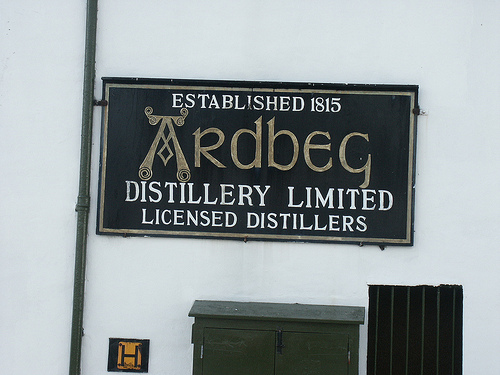 ESTABLISHED 1815
ARdbeg
DISTILLERY LIMITED
LICENSED DISTILLERS
H